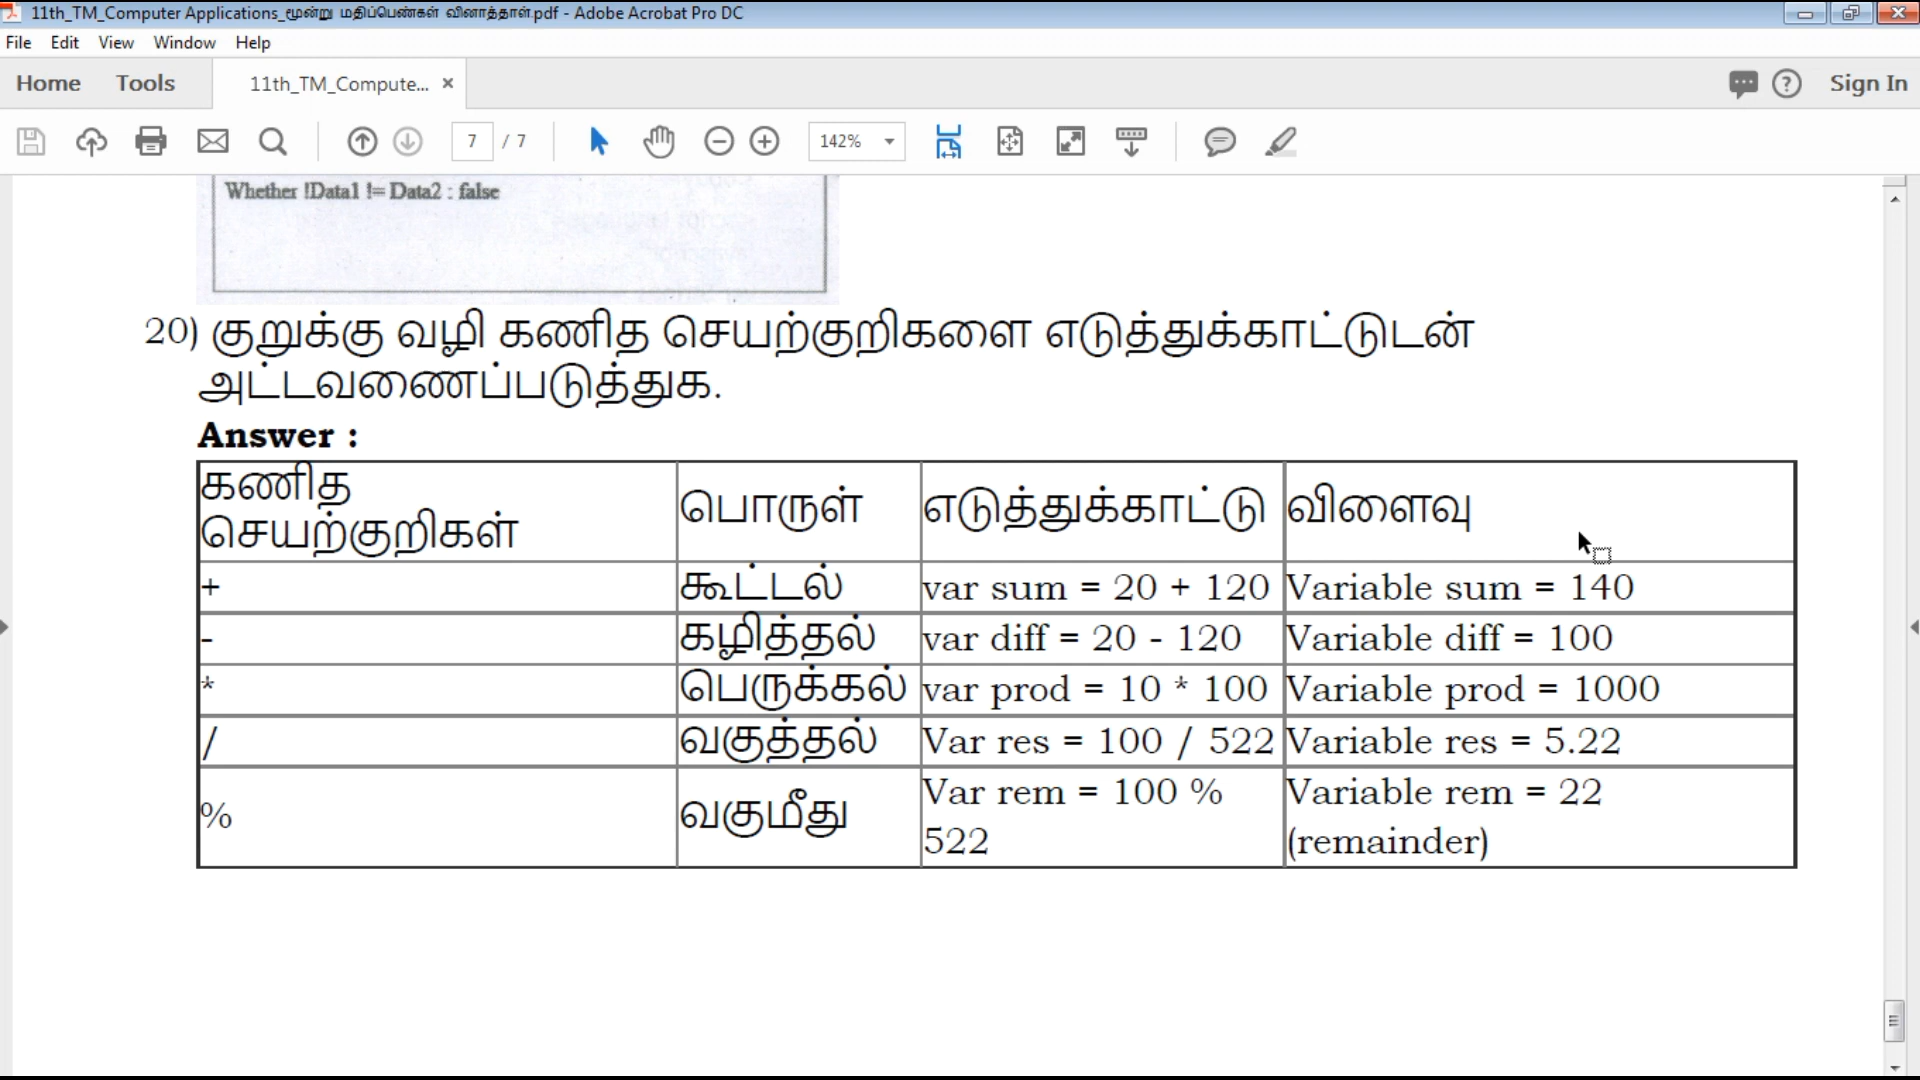 11th_TM_Computer Applications_மூன்று மதிப்பெண்கள் வினாத்தாள்.pdf - Adobe Acrobat Pro DC
File Edit View Window Help
Home Tools 11th_TM_Compute... × Sign In
7 / 7 142%
Whether !Data1 != Data2 : false
20) குறுக்கு வழி கணித செயற்குறிகளை எடுத்துக்காட்டுடன்
அட்டவணைப்படுத்துக.
Answer :
கணித
செயற்குறிகள்
பொருள் எடுத்துக்காட்டு விளைவு
+ கூட்டல் var sum = 20 + 120 Variable sum = 140
- கழித்தல் var diff = 20 - 120 Variable diff = 100
* பெருக்கல் var prod = 10 * 100 Variable prod = 1000
/ வகுத்தல் Var res = 100 / 522 Variable res = 5.22
% வகுமீது Var rem = 100 % Variable rem = 22
522 (remainder)